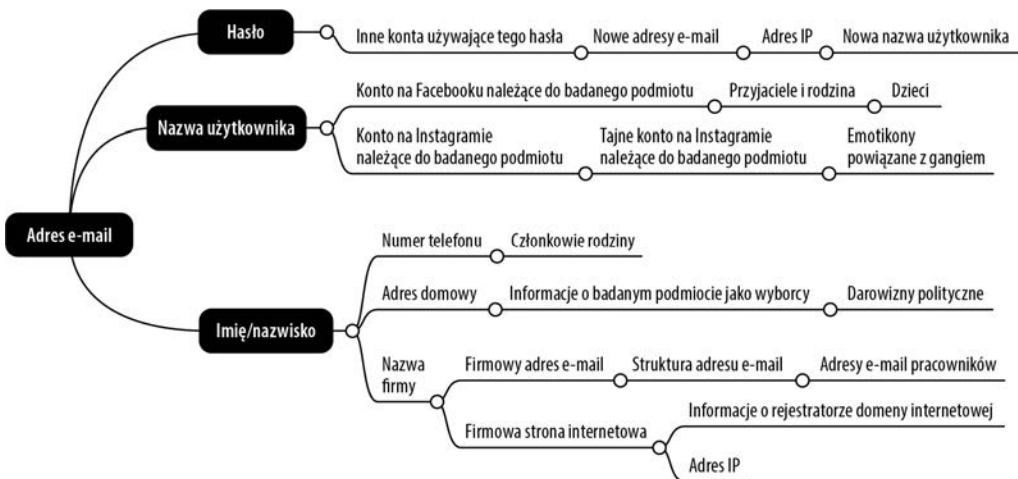 Hasło
Inne konta używające tego hasła
Nowe adresy e-mail
Adres IP
Nowa nazwa użytkownika
Nazwa użytkownika
Konto na Facebooku należące do badanego podmiotu
Przyjaciele i rodzina
Dzieci
Konto na Instagramie
należące do badanego podmiotu
Tajne konto na Instagramie
należące do badanego podmiotu
Emotikony
powiązane z gangiem
Adres e-mail
Imię/nazwisko
Numer telefonu
Członkowie rodziny
Adres domowy
Informacje o badanym podmiocie jako wyborcy
Darowizny polityczne
Nazwa
firmy
Firmowy adres e-mail
Struktura adresu e-mail
Adresy e-mail pracowników
Firmowa strona internetowa
Informacje o rejestratorze domeny internetowej
Adres IP